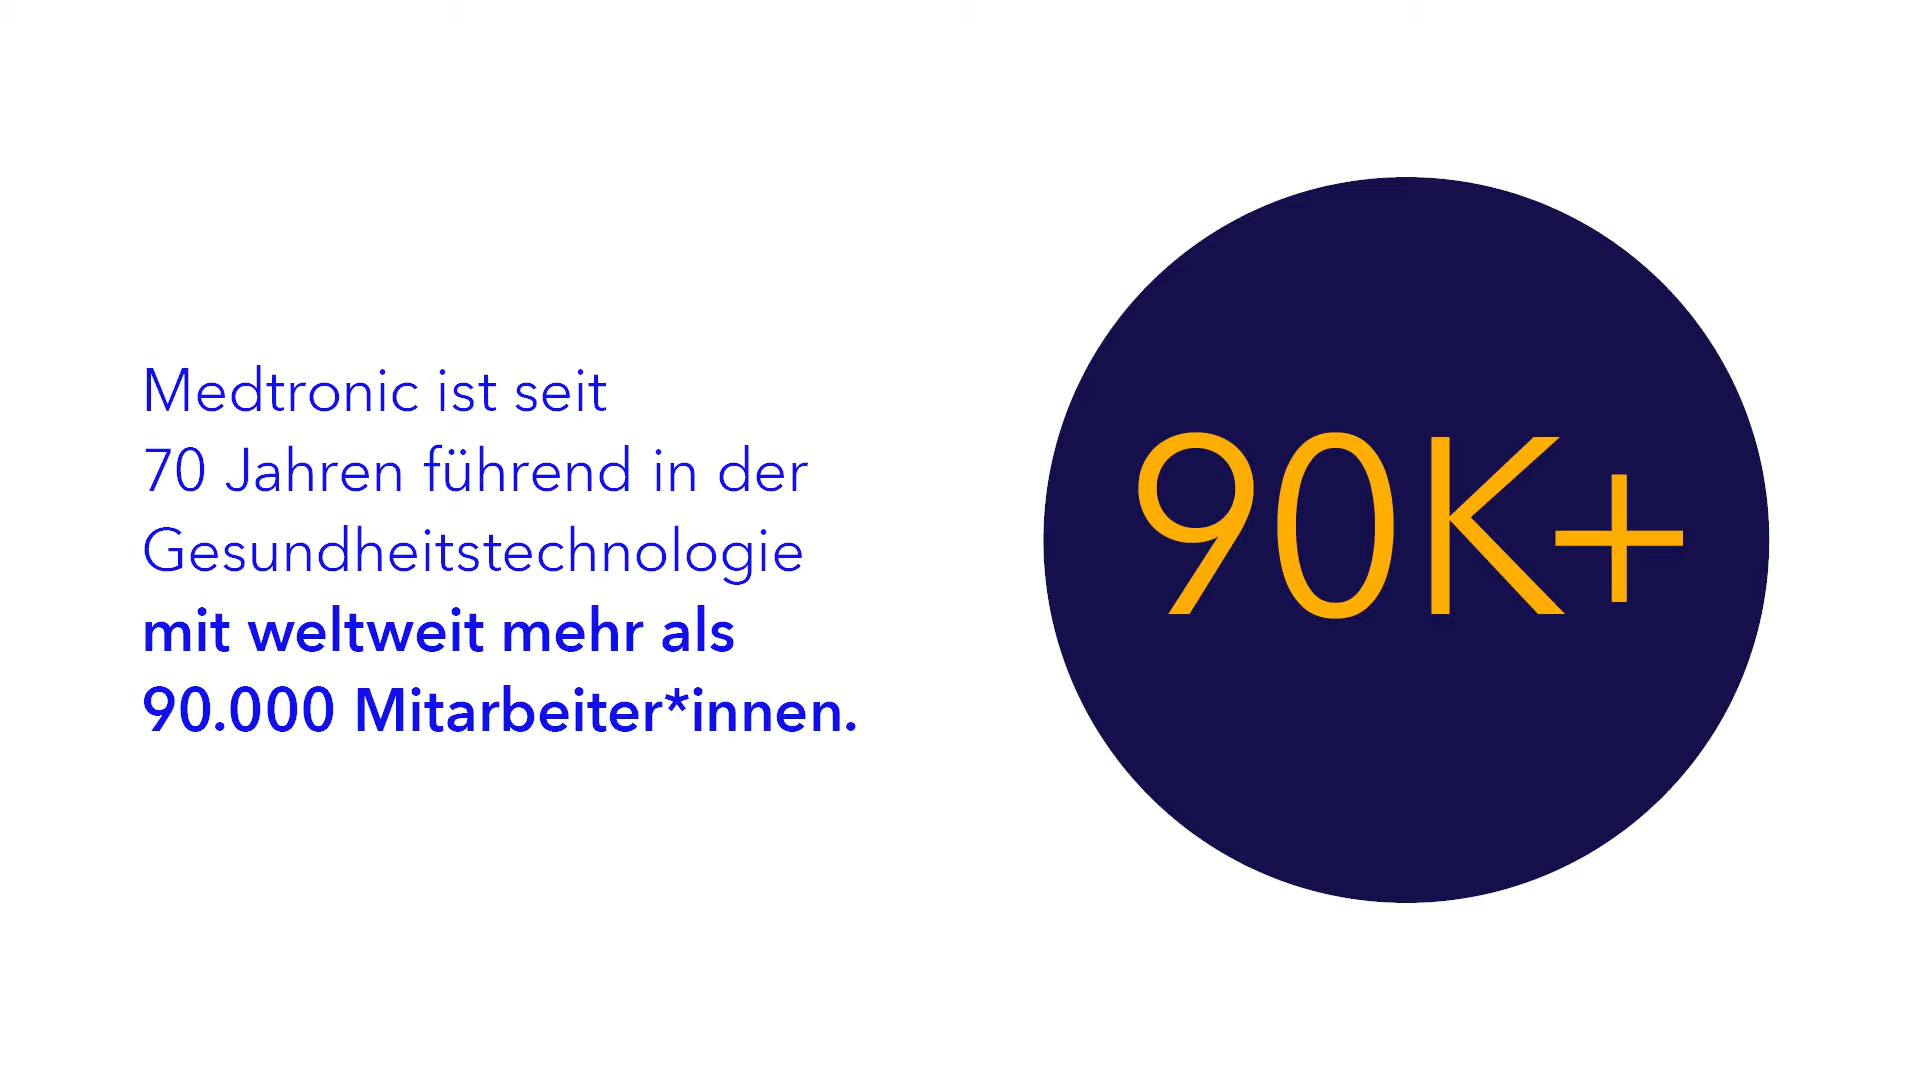 Medtronic ist seit
70 Jahren führend in der
Gesundheitstechnologie
mit weltweit mehr als
90.000 Mitarbeiter*innen.
90K+